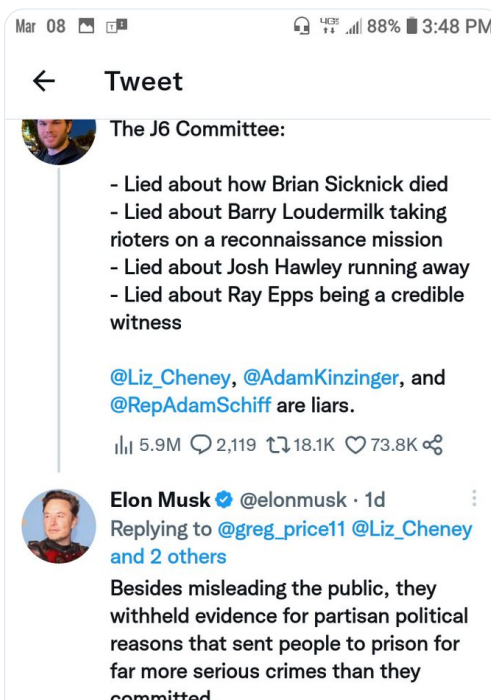 Mar 08 88% 3:48 PM
Tweet
The J6 Committee:
- Lied about how Brian Sicknick died
- Lied about Barry Loudermilk taking
rioters on a reconnaissance mission
- Lied about Josh Hawley running away
- Lied about Ray Epps being a credible
witness
@Liz_Cheney, @AdamKinzinger, and
@RepAdamSchiff are liars.
5.9M 2,119 18.1K 73.8K
Elon Musk @elonmusk · 1d
Replying to @greg_price11 @Liz_Cheney
and 2 others
Besides misleading the public, they
withheld evidence for partisan political
reasons that sent people to prison for
far more serious crimes than they
committed